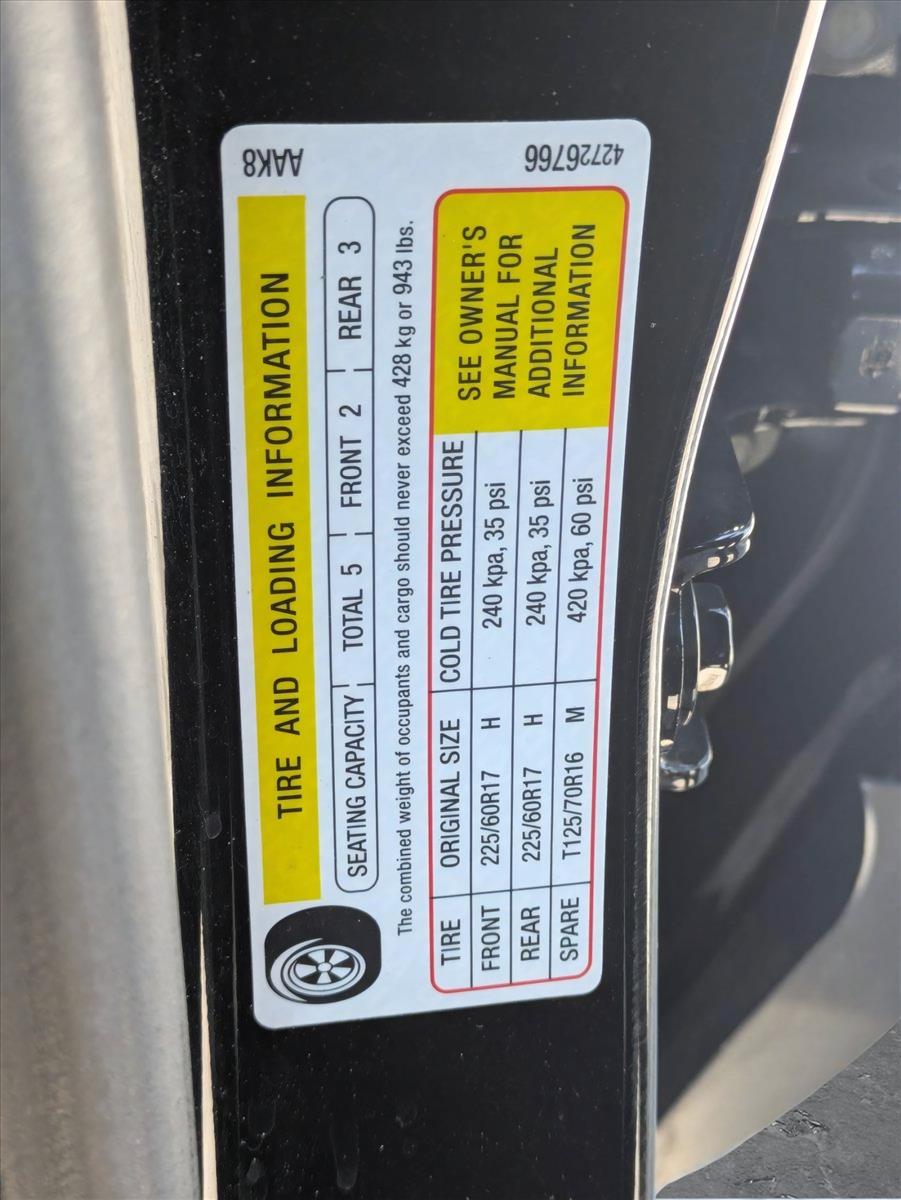 TIRE AND LOADING INFORMATION
SEATING CAPACITY TOTAL 5 FRONT 2 REAR 3
The combined weight of occupants and cargo should never exceed 428 kg or 943 lbs.
TIRE ORIGINAL SIZE COLD TIRE PRESSURE
FRONT 225/60R17 H 240 kpa, 35 psi
REAR 225/60R17 H 240 kpa, 35 psi
SPARE T125/70R16 M 420 kpa, 60 psi
SEE OWNER'S
MANUAL FOR
ADDITIONAL
INFORMATION
AAK8
42726766